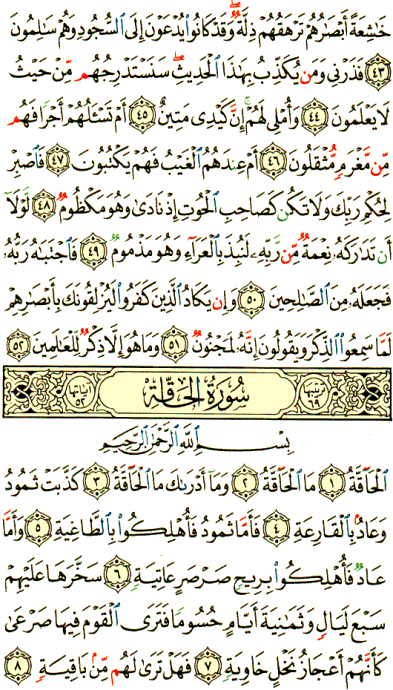 خَٰشِعَةً أَبْصَٰرُهُمْ تَرْهَقُهُمْ ذِلَّةٌ ۖ وَقَدْ كَانُوا۟ يُدْعَوْنَ إِلَى ٱلسُّجُودِ وَهُمْ سَٰلِمُونَ
﴿٤٣﴾ فَذَرْنِى وَمَن يُكَذِّبُ بِهَٰذَا ٱلْحَدِيثِ ۖ سَنَسْتَدْرِجُهُم مِّنْ حَيْثُ
لَا يَعْلَمُونَ ﴿٤٤﴾ وَأُمْلِى لَهُمْ ۚ إِنَّ كَيْدِى مَتِينٌ ﴿٤٥﴾ أَمْ تَسْـَٔلُهُمْ أَجْرًا فَهُم
مِّن مَّغْرَمٍ مُّثْقَلُونَ ﴿٤٦﴾ أَمْ عِندَهُمُ ٱلْغَيْبُ فَهُمْ يَكْتُبُونَ ﴿٤٧﴾ فَٱصْبِرْ
لِحُكْمِ رَبِّكَ وَلَا تَكُن كَصَاحِبِ ٱلْحُوتِ إِذْ نَادَىٰ وَهُوَ مَكْظُومٌ ﴿٤٨﴾ لَّوْلَآ
أَن تَدَٰرَكَهُۥ نِعْمَةٌ مِّن رَّبِّهِۦ لَنُبِذَ بِٱلْعَرَآءِ وَهُوَ مَذْمُومٌ ﴿٤٩﴾ فَٱجْتَبَٰهُ رَبُّهُۥ
فَجَعَلَهُۥ مِنَ ٱلصَّٰلِحِينَ ﴿٥٠﴾ وَإِن يَكَادُ ٱلَّذِينَ كَفَرُوا۟ لَيُزْلِقُونَكَ بِأَبْصَٰرِهِمْ
لَمَّا سَمِعُوا۟ ٱلذِّكْرَ وَيَقُولُونَ إِنَّهُۥ لَمَجْنُونٌ ﴿٥١﴾ وَمَا هُوَ إِلَّا ذِكْرٌ لِّلْعَٰلَمِينَ ﴿٥٢﴾
ترتيبها ٦٩ سُورَةُ الحَاقَّةِ آياتها ٥٢
بِسْمِ ٱللَّهِ ٱلرَّحْمَٰنِ ٱلرَّحِيمِ
ٱلْحَآقَّةُ ﴿١﴾ مَا ٱلْحَآقَّةُ ﴿٢﴾ وَمَآ أَدْرَىٰكَ مَا ٱلْحَآقَّةُ ﴿٣﴾ كَذَّبَتْ ثَمُودُ
وَعَادٌۢ بِٱلْقَارِعَةِ ﴿٤﴾ فَأَمَّا ثَمُودُ فَأُهْلِكُوا۟ بِٱلطَّاغِيَةِ ﴿٥﴾ وَأَمَّا
عَادٌ فَأُهْلِكُوا۟ بِرِيحٍ صَرْصَرٍ عَاتِيَةٍ ﴿٦﴾ سَخَّرَهَا عَلَيْهِمْ
سَبْعَ لَيَالٍ وَثَمَٰنِيَةَ أَيَّامٍ حُسُومًا فَتَرَى ٱلْقَوْمَ فِيهَا صَرْعَىٰ
كَأَنَّهُمْ أَعْجَازُ نَخْلٍ خَاوِيَةٍ ﴿٧﴾ فَهَلْ تَرَىٰ لَهُم مِّنۢ بَاقِيَةٍ ﴿٨﴾